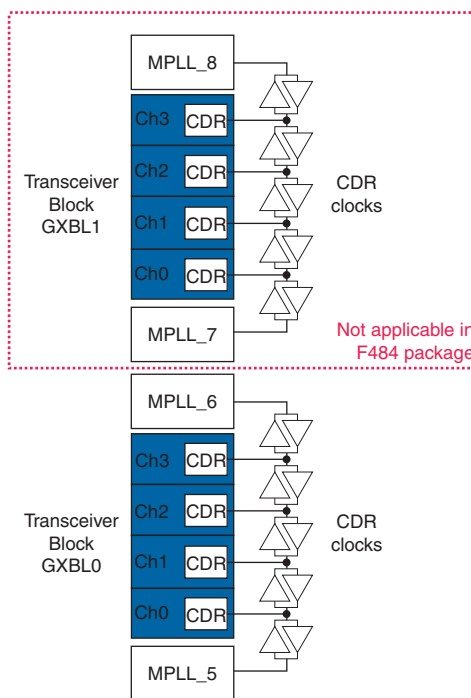 MPLL_8
Ch3 CDR
Ch2 CDR
Ch1 CDR
Ch0 CDR
Transceiver
Block
GXBL1
CDR
clocks
MPLL_7
Not applicable in
F484 package
MPLL_6
Ch3 CDR
Ch2 CDR
Ch1 CDR
Ch0 CDR
Transceiver
Block
GXBL0
CDR
clocks
MPLL_5